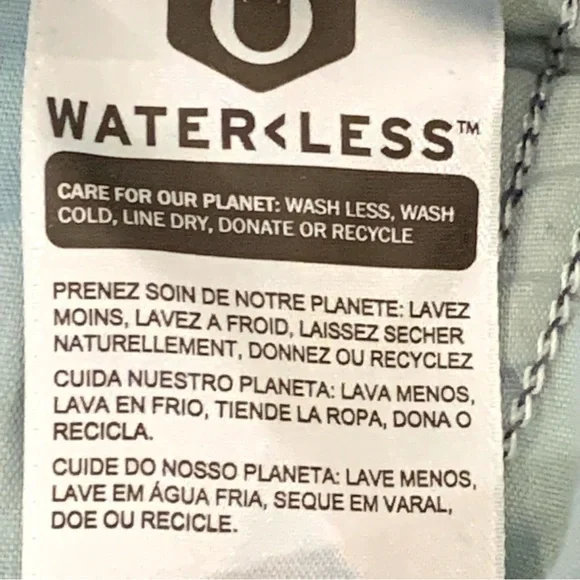 WATER<LESS™
CARE FOR OUR PLANET: WASH LESS, WASH
COLD, LINE DRY, DONATE OR RECYCLE
PRENEZ SOIN DE NOTRE PLANETE: LAVEZ
MOINS, LAVEZ A FROID, LAISSEZ SECHER
NATURELLEMENT, DONNEZ OU RECYCLEZ
CUIDA NUESTRO PLANETA: LAVA MENOS,
LAVA EN FRIO, TIENDE LA ROPA, DONA O
RECICLA.
CUIDE DO NOSSO PLANETA: LAVE MENOS,
LAVE EM ÁGUA FRIA, SEQUE EM VARAL,
DOE OU RECICLE.